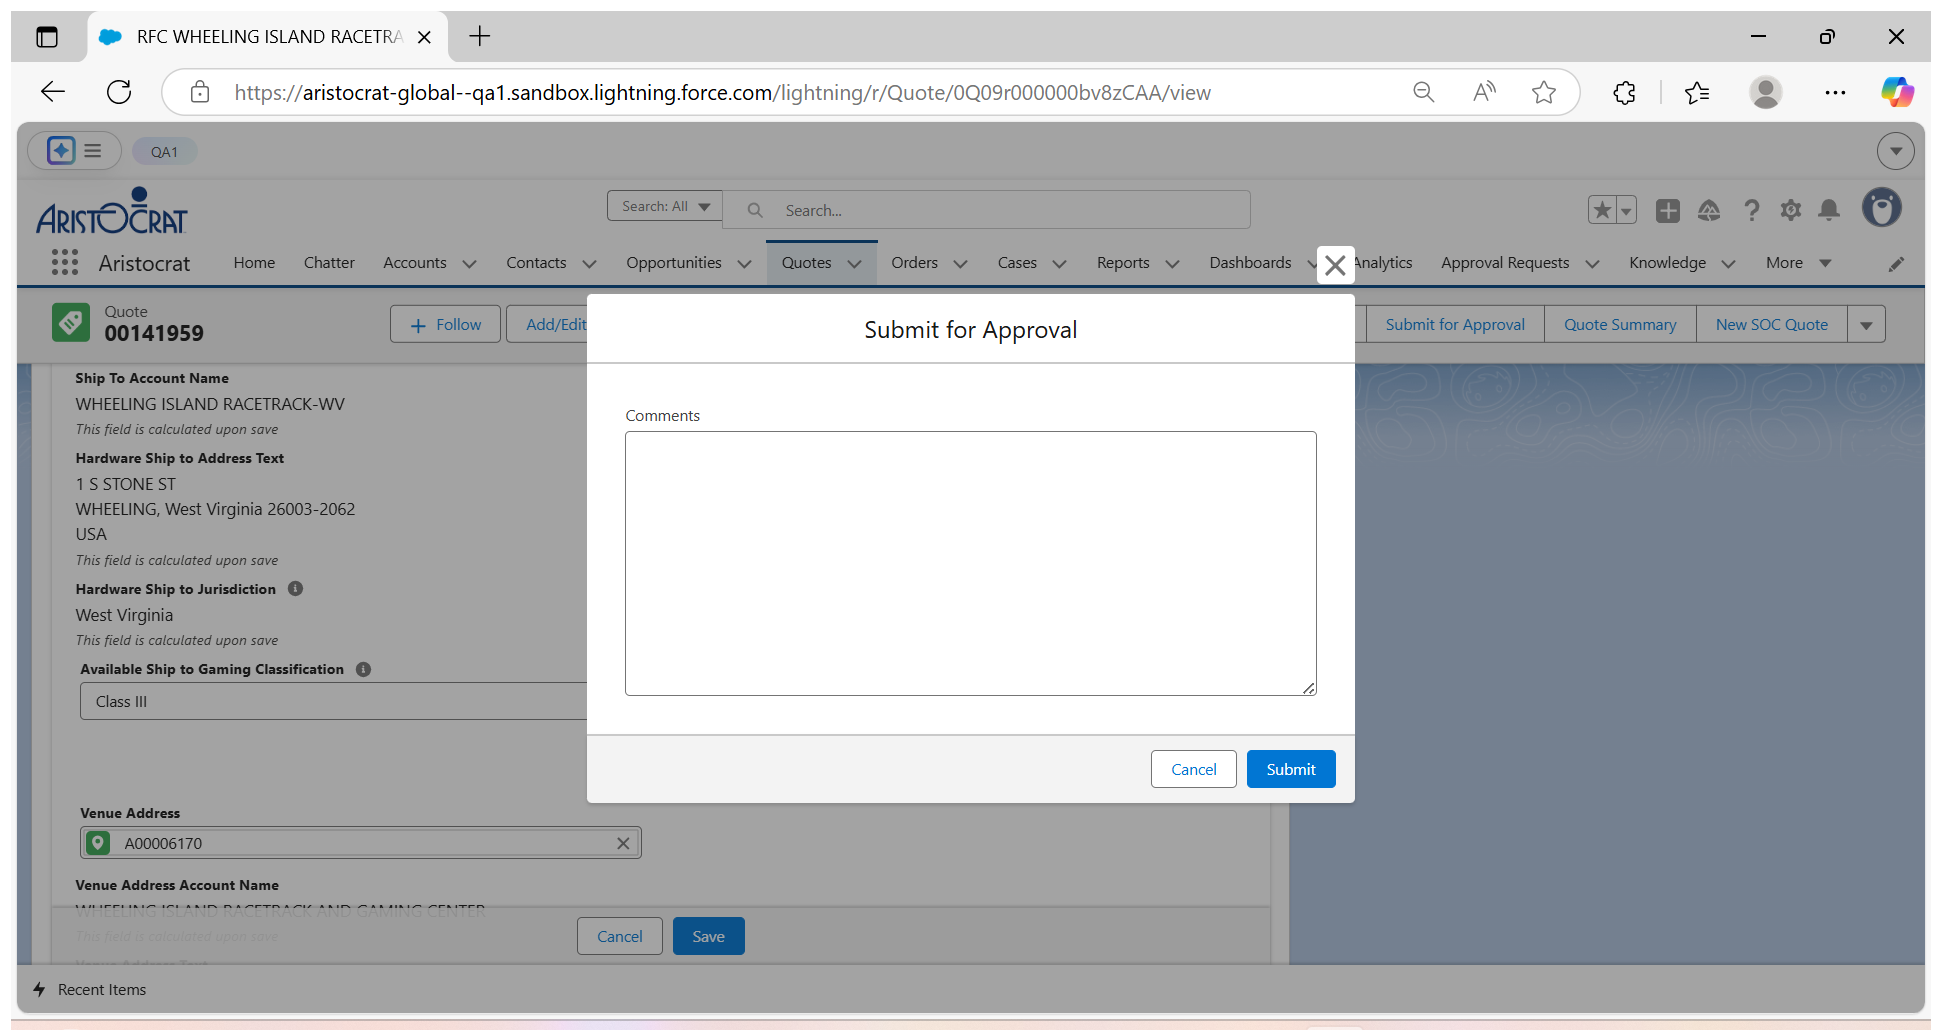 RFC WHEELING ISLAND RACETRA
https://aristocrat-global--qa1.sandbox.lightning.force.com/lightning/r/Quote/0Q09r000000bv8zCAA/view
QA1
ARISTOCRAT
Search: All
Search...
Aristocrat
Home
Chatter
Accounts
Contacts
Opportunities
Quotes
Orders
Cases
Reports
Dashboards
Analytics
Approval Requests
Knowledge
More
Quote
00141959
Follow
Add/Edit
Submit for Approval
Quote Summary
New SOC Quote
Ship To Account Name
WHEELING ISLAND RACETRACK-WV
This field is calculated upon save
Hardware Ship to Address Text
1 S STONE ST
WHEELING, West Virginia 26003-2062
USA
This field is calculated upon save
Hardware Ship to Jurisdiction
West Virginia
This field is calculated upon save
Available Ship to Gaming Classification
Class III
Venue Address
A00006170
Venue Address Account Name
WHEELING ISLAND RACETRACK AND GAMING CENTER
This field is calculated upon save
Venue Address Text
Cancel
Save
Submit for Approval
Comments
Cancel
Submit
Recent Items